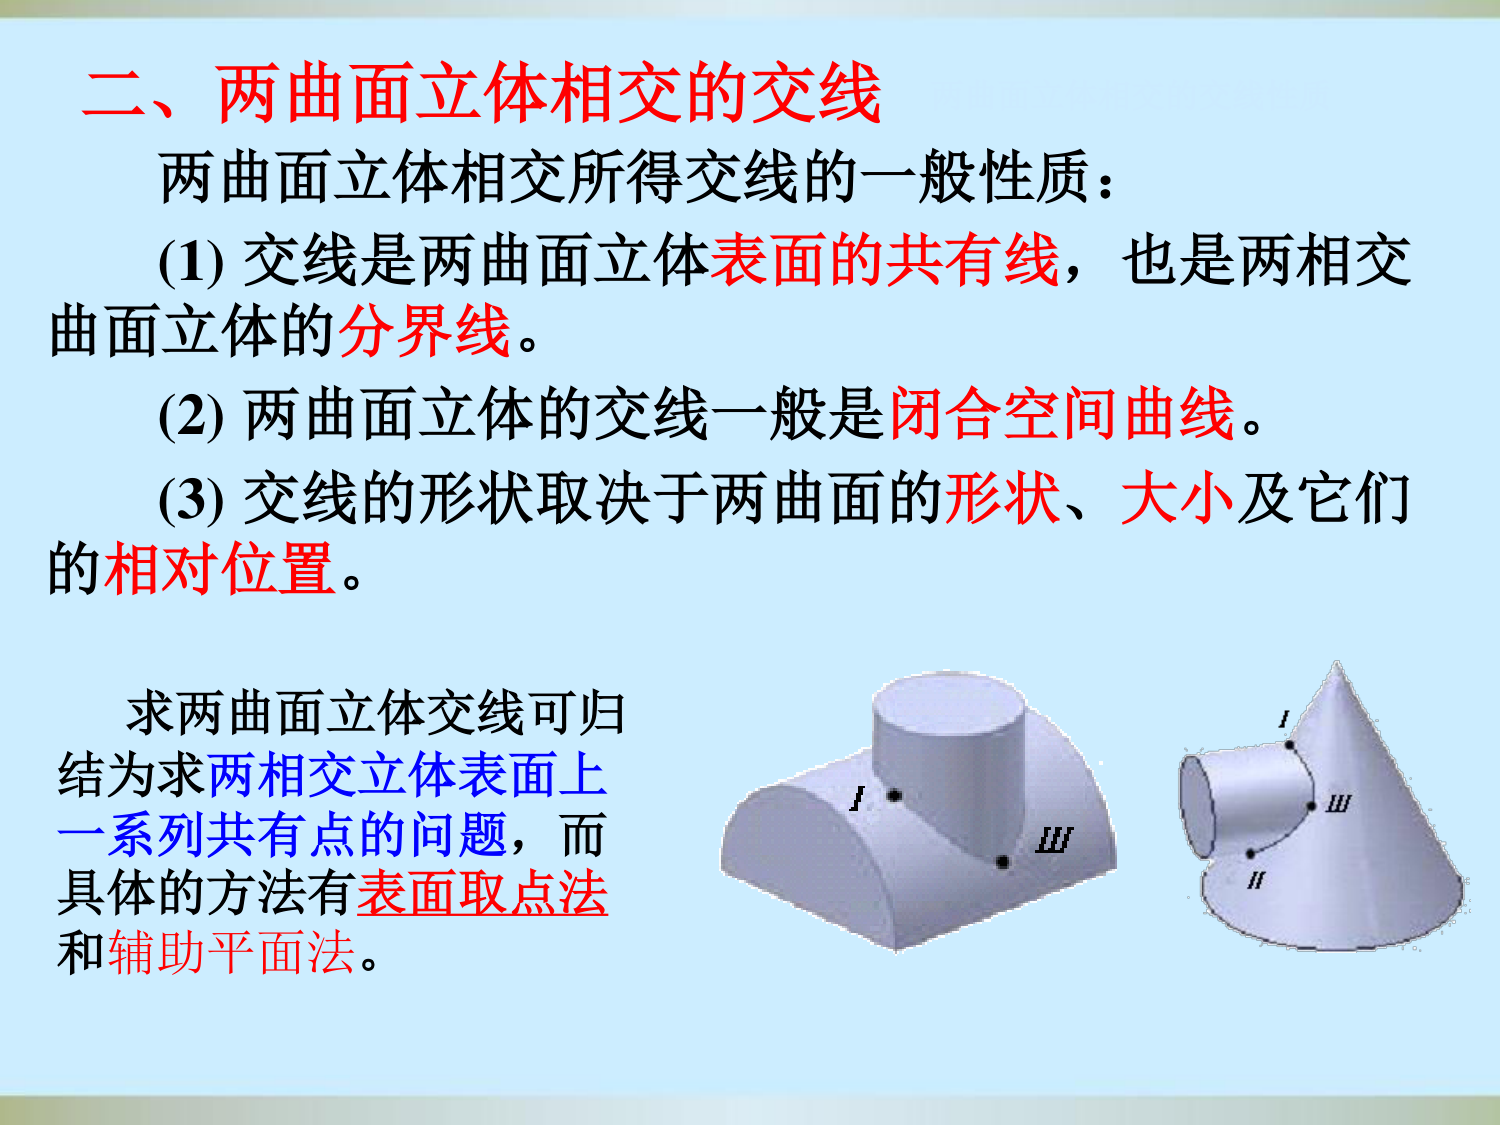 二、两曲面立体相交的交线
两曲面立体相交所得交线的一般性质：
(1) 交线是两曲面立体表面的共有线，也是两相交
曲面立体的分界线。
(2) 两曲面立体的交线一般是闭合空间曲线。
(3) 交线的形状取决于两曲面的形状、大小及它们
的相对位置。
求两曲面立体交线可归
结为求两相交立体表面上
一系列共有点的问题，而
具体的方法有表面取点法
和辅助平面法。
I
III
I
III
II